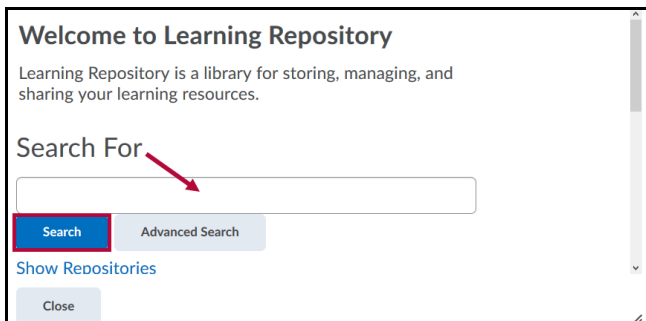 Welcome to Learning Repository
Learning Repository is a library for storing, managing, and
sharing your learning resources.
Search For
Search Advanced Search
Show Repositories
Close